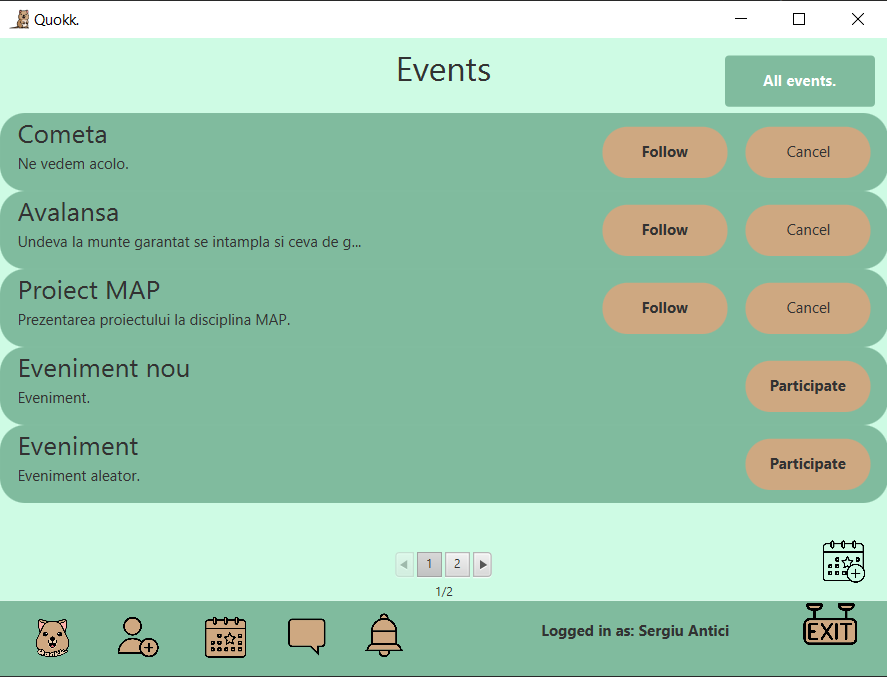 Quokk.
Events
All events.
Cometa
Ne vedem acolo.
Follow
Cancel
Avalansa
Undeva la munte garantat se intampla si ceva de g...
Follow
Cancel
Proiect MAP
Prezentarea proiectului la disciplina MAP.
Follow
Cancel
Eveniment nou
Eveniment.
Participate
Eveniment
Eveniment aleator.
Participate
1 2
1/2
Logged in as: Sergiu Antici
EXIT